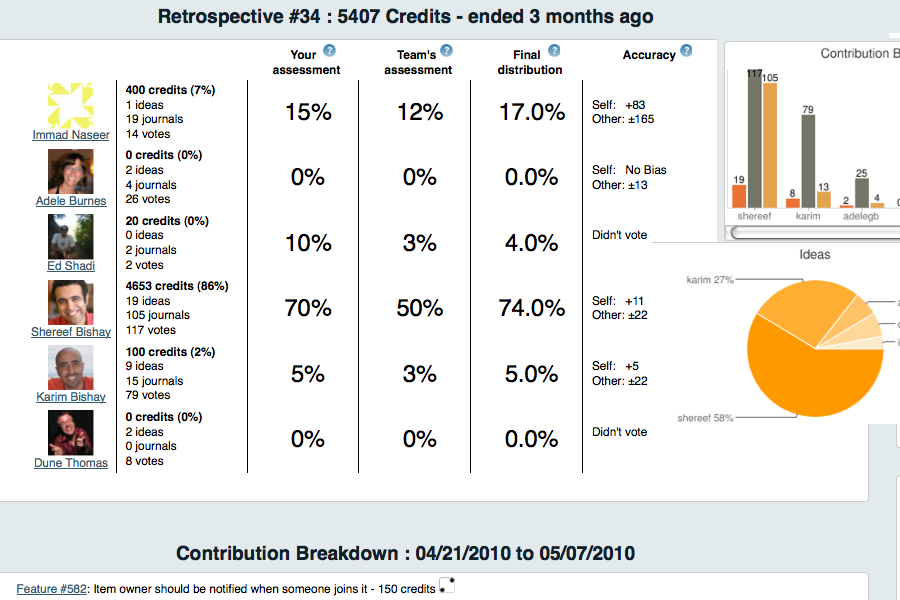 Retrospective #34 : 5407 Credits - ended 3 months ago
Your ? Team's ? Final ? Accuracy ?
assessment assessment distribution
Immad Naseer
400 credits (7%)
1 ideas
19 journals
14 votes
15% 12% 17.0%
Self: +83
Other: ±165
Adele Burnes
0 credits (0%)
2 ideas
4 journals
26 votes
0% 0% 0.0%
Self: No Bias
Other: ±13
Ed Shadi
20 credits (0%)
0 ideas
2 journals
2 votes
10% 3% 4.0%
Didn't vote
Shereef Bishay
4653 credits (86%)
19 ideas
105 journals
117 votes
70% 50% 74.0%
Self: +11
Other: ±22
Karim Bishay
100 credits (2%)
9 ideas
15 journals
79 votes
5% 3% 5.0%
Self: +5
Other: ±22
Dune Thomas
0 credits (0%)
2 ideas
0 journals
8 votes
0% 0% 0.0%
Didn't vote
Contribution B
19 117 105 8 79 13 2 25 4
shereef karim adelegb
Ideas
karim 27%
shereef 58%
Contribution Breakdown : 04/21/2010 to 05/07/2010
Feature #582: Item owner should be notified when someone joins it - 150 credits